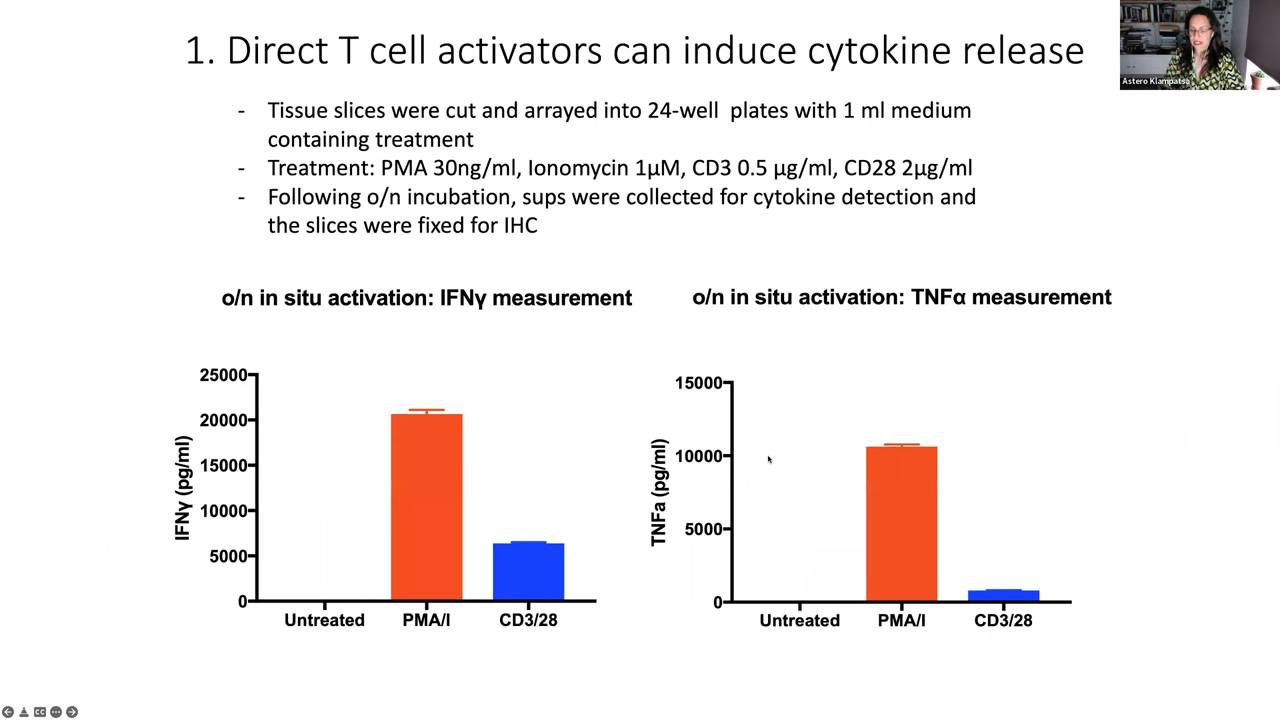 1. Direct T cell activators can induce cytokine release
Astero Klampatsa
- Tissue slices were cut and arrayed into 24-well plates with 1 ml medium
containing treatment
- Treatment: PMA 30ng/ml, Ionomycin 1μM, CD3 0.5 μg/ml, CD28 2μg/ml
- Following o/n incubation, sups were collected for cytokine detection and
the slices were fixed for IHC
o/n in situ activation: IFNγ measurement
25000
20000
15000
10000
5000
0
IFNγ (pg/ml)
Untreated PMA/I CD3/28
o/n in situ activation: TNFα measurement
15000
10000
5000
0
TNFa (pg/ml)
Untreated PMA/I CD3/28